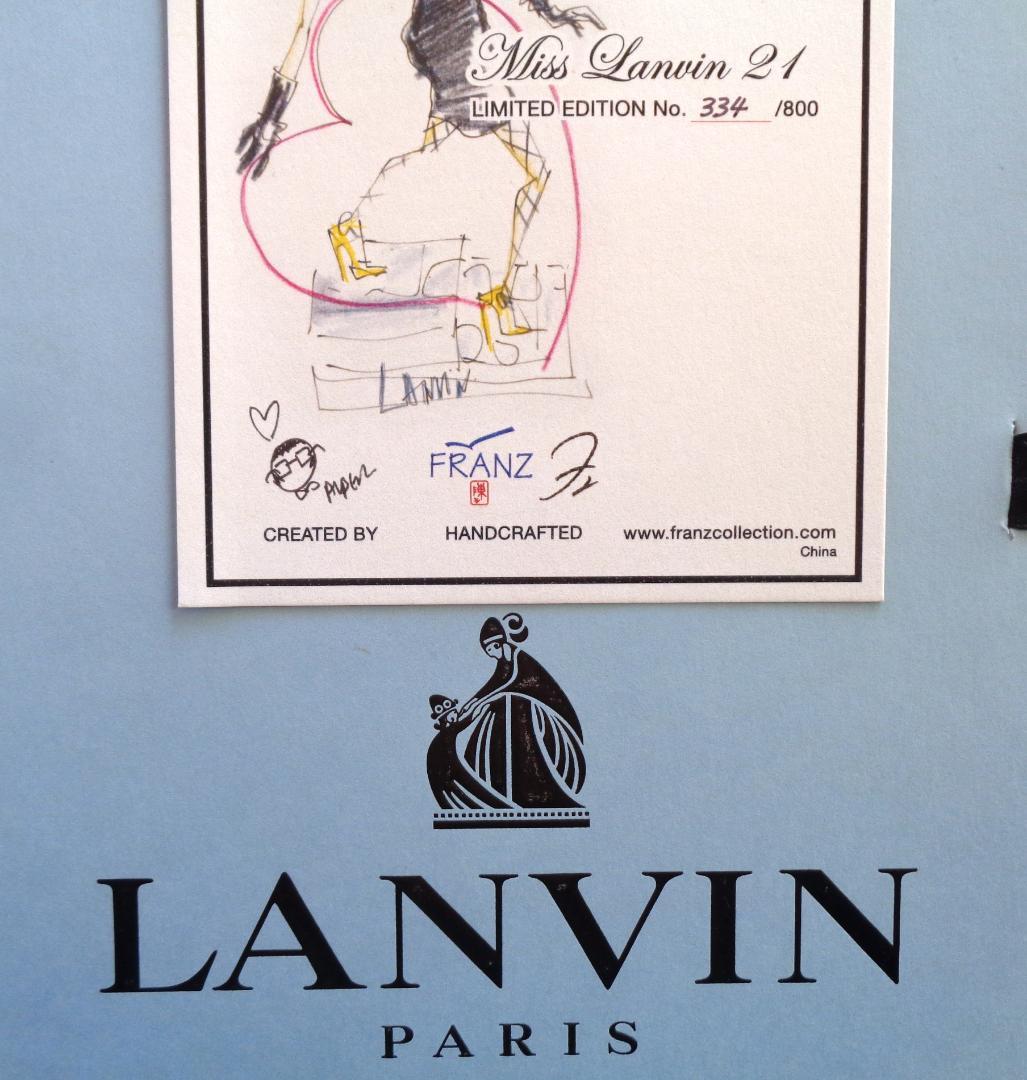 Miss Lanvin 21
LIMITED EDITION No. 334 /800
LANVIN
FRANZ
陳
CREATED BY HANDCRAFTED www.franzcollection.com
China
LANVIN
PARIS